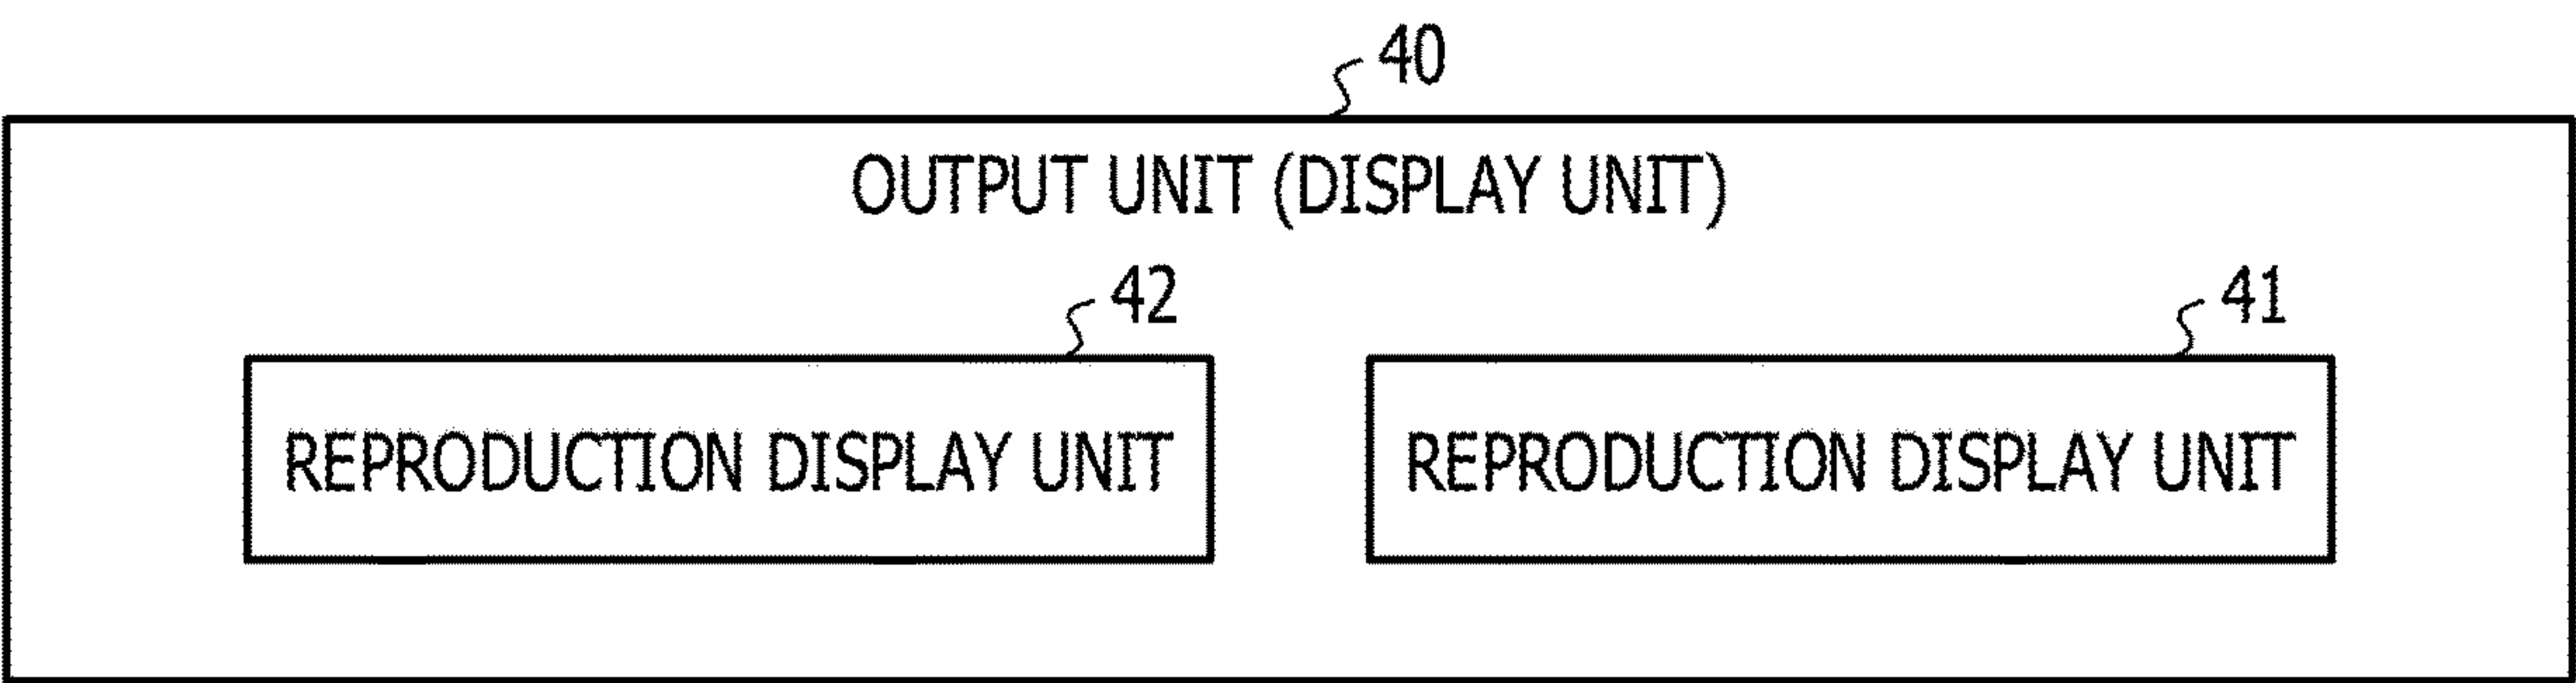 40
OUTPUT UNIT (DISPLAY UNIT)
42
41
REPRODUCTION DISPLAY UNIT
REPRODUCTION DISPLAY UNIT